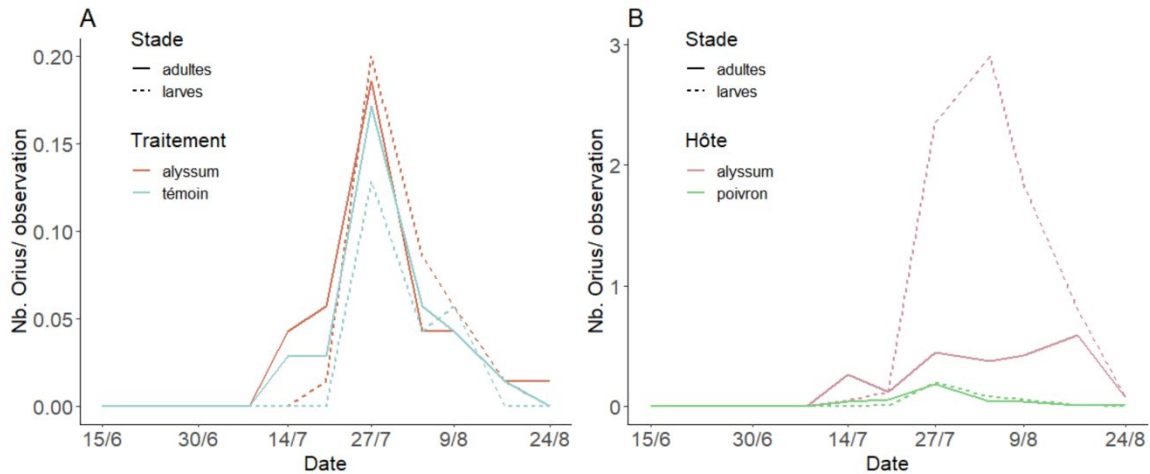 A
Stade
adultes
larves
Traitement
alyssum
témoin
Nb. Orius/ observation
0.20
0.15
0.10
0.05
0.00
15/6 30/6 14/7 27/7 9/8 24/8
Date
B
Stade
adultes
larves
Hôte
alyssum
poivron
Nb. Orius/ observation
3
2
1
0
15/6 30/6 14/7 27/7 9/8 24/8
Date